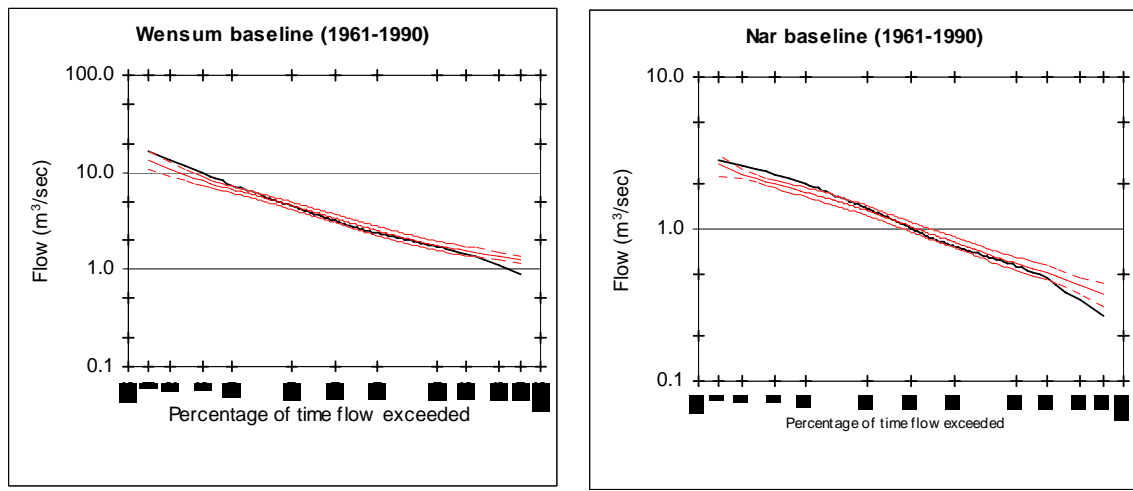 Wensum baseline (1961-1990)
100.0
10.0
1.0
0.1
Flow (m³/sec)
Percentage of time flow exceeded
Nar baseline (1961-1990)
10.0
1.0
0.1
Flow (m³/sec)
Percentage of time flow exceeded